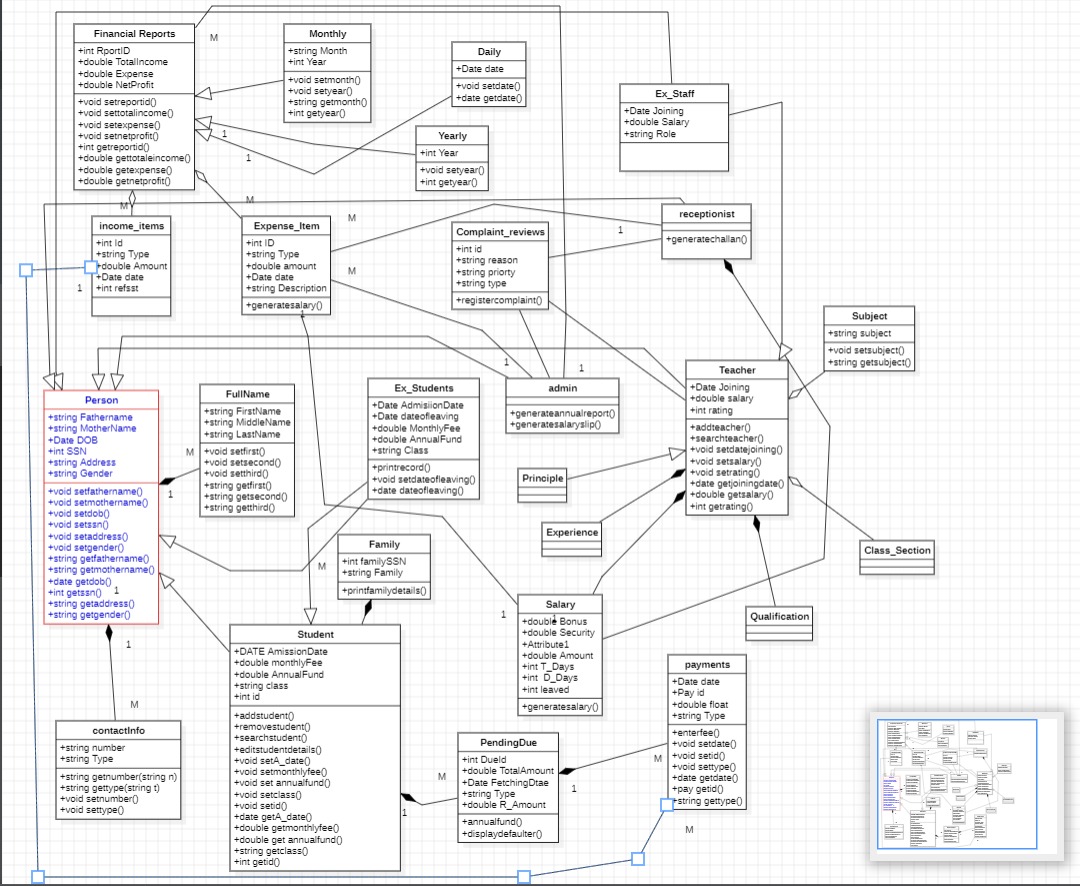 Financial Reports
+int RportID
+double TotalIncome
+double Expense
+double NetProfit
+void setreportid()
+void settotalincome()
+void setexpense()
+void setnetprofit()
+int getreportid()
+double gettotaleincome()
+double getexpense()
+double getnetprofit()
M
Monthly
+string Month
+int Year
+void setmonth()
+void setyear()
+string getmonth()
+int getyear()
Daily
+Date date
+void setdate()
+date getdate()
Yearly
+int Year
+void setyear()
+int getyear()
1
1
Ex_Staff
+Date Joining
+double Salary
+string Role
M
M
income_items
+int Id
+string Type
+double Amount
+Date date
+int refsst
1
Expense_Item
+int ID
+string Type
+double amount
+Date date
+string Description
+generatesalary()
1
M
M
Complaint_reviews
+int id
+string reason
+string priorty
+string type
+registercomplaint()
1
receptionist
+generatechallan()
Subject
+string subject
+void setsubject()
+string getsubject()
Person
+string Fathername
+string MotherName
+Date DOB
+int SSN
+string Address
+string Gender
+void setfathername()
+void setmothername()
+void setdob()
+void setssn()
+void setaddress()
+void setgender()
+string getfathername()
+string getmothername()
+date getdob()
+int getssn()
+string getaddress()
+string getgender()
1
FullName
+string FirstName
+string MiddleName
+string LastName
+void setfirst()
+void setsecond()
+void setthird()
+string getfirst()
+string getsecond()
+string getthird()
M
1
Ex_Students
+Date AdmisiionDate
+Date dateofleaving
+double MonthlyFee
+double AnnualFund
+string Class
+printrecord()
+void setdateofleaving()
+date dateofleaving()
1
1
admin
+generateannualreport()
+generatesalaryslip()
Teacher
+Date Joining
+double salary
+int rating
+addteacher()
+searchteacher()
+void setdatejoining()
+void setsalary()
+void setrating()
+date getjoiningdate()
+double getsalary()
+int getrating()
Principle
Experience
Class_Section
Qualification
Family
+int familySSN
+string Family
+printfamilydetails()
M
Salary
+double Bonus
+double Security
+Attribute1
+double Amount
+int T_Days
+int D_Days
+int leaved
+generatesalary()
1
1
Student
+DATE AmissionDate
+double monthlyFee
+double AnnualFund
+string class
+int id
+addstudent()
+removestudent()
+searchstudent()
+editstudentdetails()
+void setA_date()
+void setmonthlyfee()
+void set annualfund()
+void setclass()
+void setid()
+date getA_date()
+double getmonthlyfee()
+double get annualfund()
+string getclass()
+int getid()
1
M
contactInfo
+string number
+string Type
+string getnumber(string n)
+string gettype(string t)
+void setnumber()
+void settype()
PendingDue
+int DueId
+double TotalAmount
+Date FetchingDtae
+string Type
+double R_Amount
+annualfund()
+displaydefaulter()
M
1
payments
+Date date
+Pay id
+double float
+string Type
+enterfee()
+void setdate()
+void setid()
+void settype()
+date getdate()
+pay getid()
+string gettype()
M
1
M